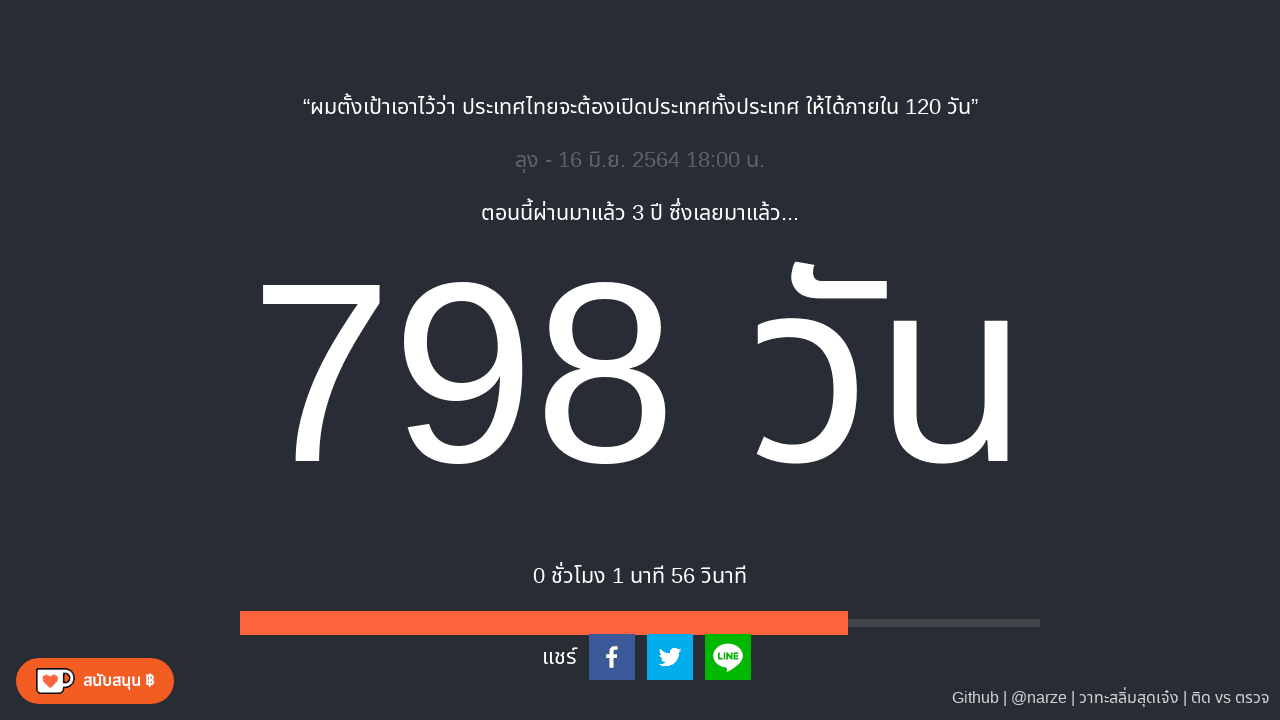 “ผมตั้งเป้าเอาไว้ว่า ประเทศไทยจะต้องเปิดประเทศทั้งประเทศ ให้ได้ภายใน 120 วัน”
ลุง - 16 มิ.ย. 2564 18:00 น.
ตอนนี้ผ่านมาแล้ว 3 ปี ซึ่งเลยมาแล้ว...
798 วัน
0 ชั่วโมง 1 นาที 56 วินาที
แชร์
LINE
สนับสนุน ฿
Github | @narze | วาทะสลิ่มสุดเจ๋ง | ติด vs ตรวจ